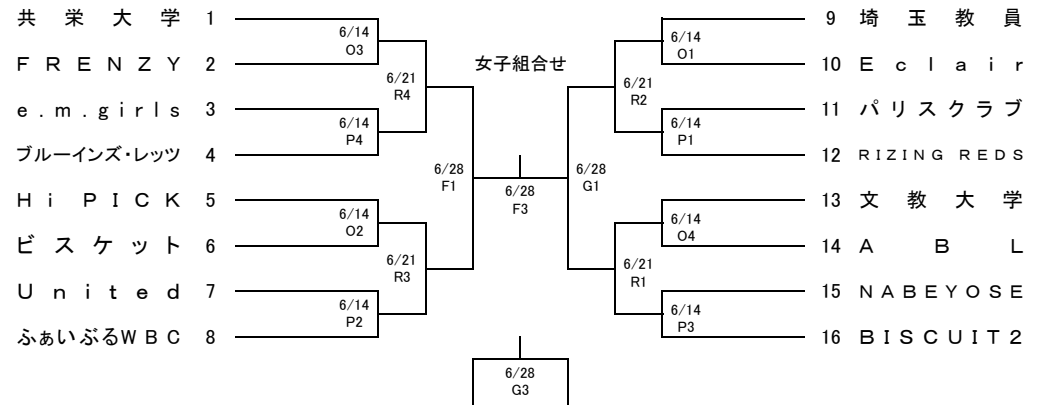 女子組合せ
共栄大学 1
6/14
O3
FRENZY 2
6/21
R4
e.m.girls 3
6/14
P4
ブルーインズ・レッツ 4
6/28
F1
Hi PICK 5
6/14
O2
ビスケット 6
6/21
R3
United 7
6/14
P2
ふぁいぶるWBC 8
6/28
F3
6/28
G3
9 埼玉教員
6/14
O1
10 Eclair
6/21
R2
11 パリスクラブ
6/14
P1
12 RIZING REDS
6/28
G1
13 文教大学
6/14
O4
14 ABL
6/21
R1
15 NABEYOSE
6/14
P3
16 BISCUIT2